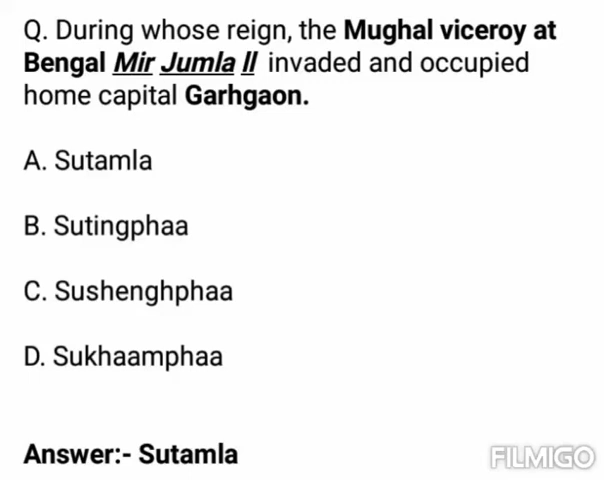 Q. During whose reign, the Mughal viceroy at
Bengal Mir Jumla II invaded and occupied
home capital Garhgaon.
A. Sutamla
B. Sutingphaa
C. Sushenghphaa
D. Sukhaamphaa
Answer:- Sutamla
FILMIGO